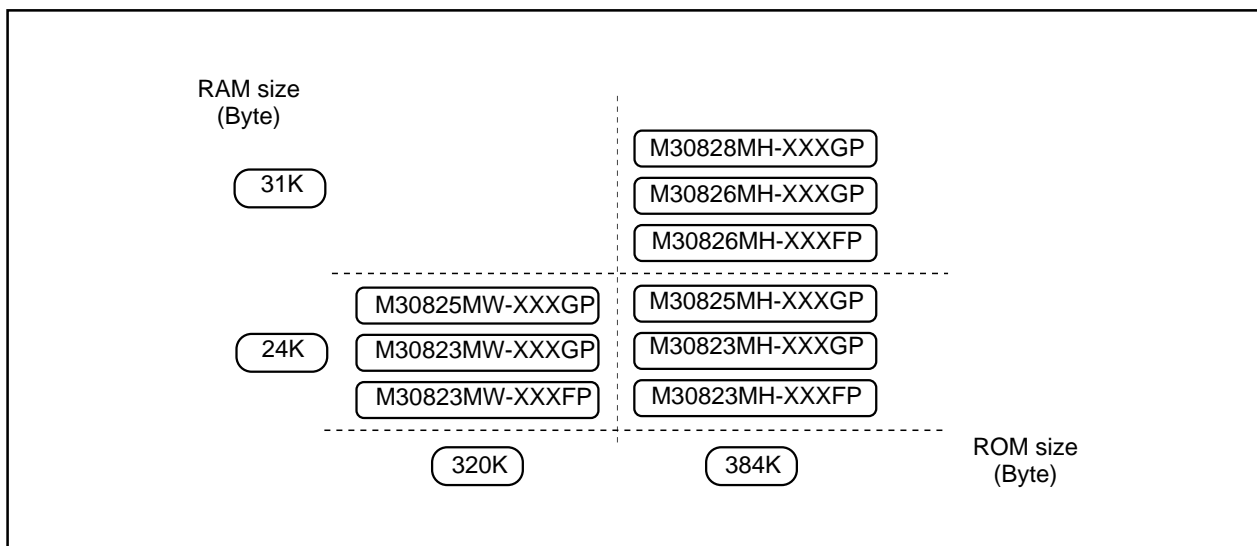 RAM size
(Byte)
M30828MH-XXXGP
31K
M30826MH-XXXGP
M30826MH-XXXFP
M30825MW-XXXGP
M30825MH-XXXGP
24K
M30823MW-XXXGP
M30823MH-XXXGP
M30823MW-XXXFP
M30823MH-XXXFP
320K
384K
ROM size
(Byte)